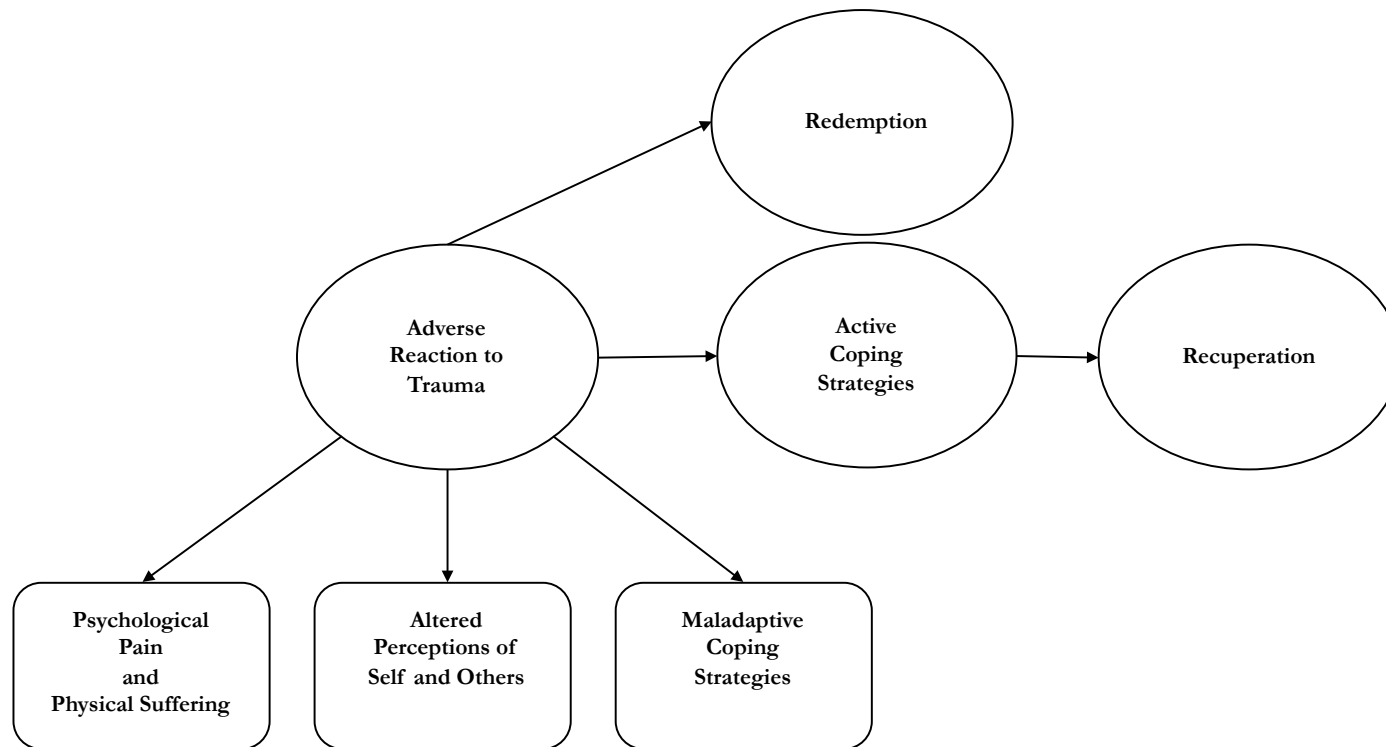 Redemption
Adverse
Reaction to
Trauma
Active
Coping
Strategies
Recuperation
Psychological
Pain
and
Physical Suffering
Altered
Perceptions of
Self and Others
Maladaptive
Coping
Strategies